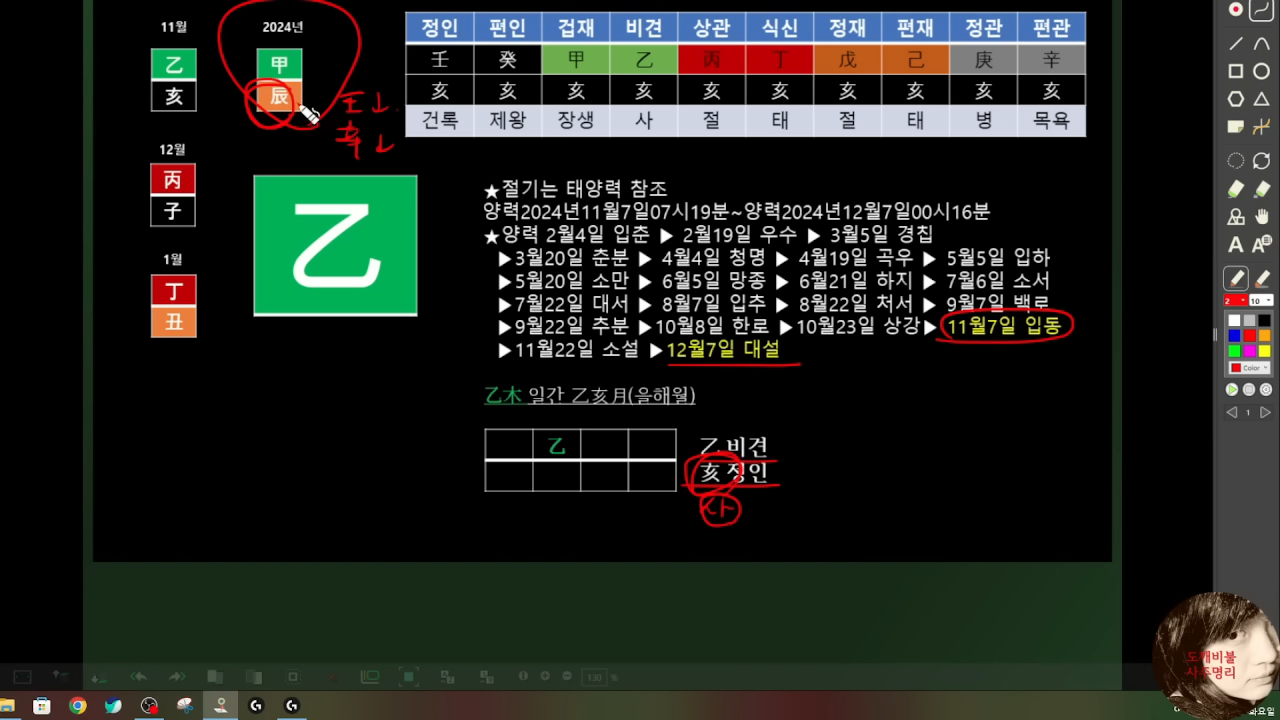 11월
乙
亥
12월
丙
子
1월
丁
丑
2024년
甲
辰
정인 편인 겁재 비견 상관 식신 정재 편재 정관 편관
壬 癸 甲 乙 丙 丁 戊 己 庚 辛
亥 亥 亥 亥 亥 亥 亥 亥 亥 亥
건록 제왕 장생 사 절 태 절 태 병 목욕
乙
★절기는 태양력 참조
양력2024년11월7일07시19분~양력2024년12월7일00시16분
★양력 2월4일 입춘 ▶ 2월19일 우수 ▶ 3월5일 경칩
▶3월20일 춘분 ▶ 4월4일 청명 ▶ 4월19일 곡우 ▶ 5월5일 입하
▶5월20일 소만 ▶ 6월5일 망종 ▶ 6월21일 하지 ▶ 7월6일 소서
▶7월22일 대서 ▶ 8월7일 입추 ▶ 8월22일 처서 ▶ 9월7일 백로
▶9월22일 추분 ▶10월8일 한로 ▶10월23일 상강▶ 11월7일 입동
▶11월22일 소설 ▶12월7일 대설
乙木 일간 乙亥月(을해월)
乙
乙 비견
亥 정인
사
도깨비불
사주명리
130 %
2 10
Color
1
화요일